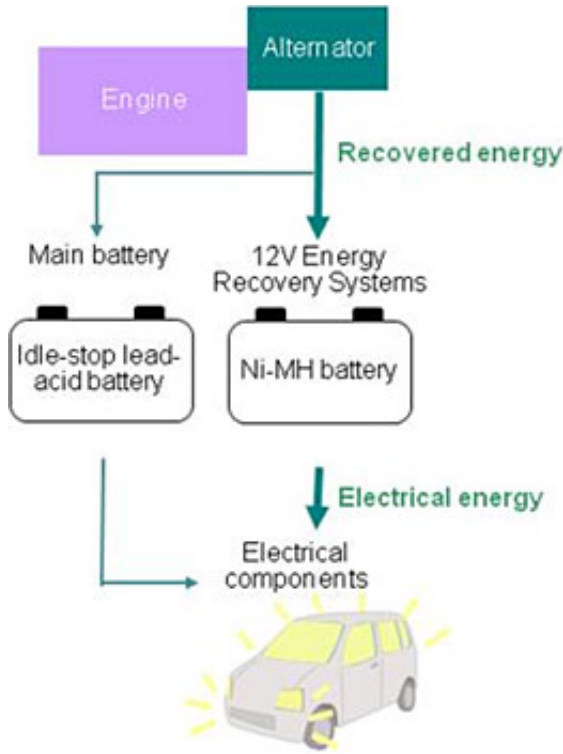 Alternator
Engine
Recovered energy
Main battery
12V Energy
Recovery Systems
Idle-stop lead-
acid battery
Ni-MH battery
Electrical energy
Electrical
components